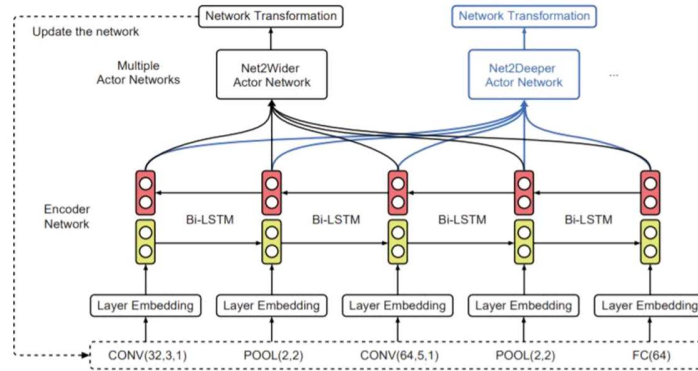 Network Transformation
Network Transformation
Update the network
Multiple
Actor Networks
Net2Wider
Actor Network
Net2Deeper
Actor Network
...
Encoder
Network
Bi-LSTM
Bi-LSTM
Bi-LSTM
Bi-LSTM
Layer Embedding
Layer Embedding
Layer Embedding
Layer Embedding
Layer Embedding
CONV(32,3,1)
POOL(2,2)
CONV(64,5,1)
POOL(2,2)
FC(64)